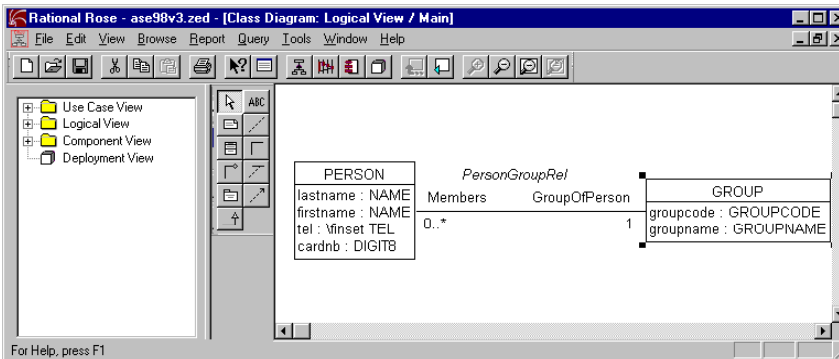 Rational Rose - ase98v3.zed - [Class Diagram: Logical View / Main]
File Edit View Browse Report Query Tools Window Help
ABC
Use Case View
Logical View
Component View
Deployment View
PERSON
lastname : NAME
firstname : NAME
tel : \finset TEL
cardnb : DIGIT8
PersonGroupRel
Members GroupOfPerson
0..* 1
GROUP
groupcode : GROUPCODE
groupname : GROUPNAME
For Help, press F1